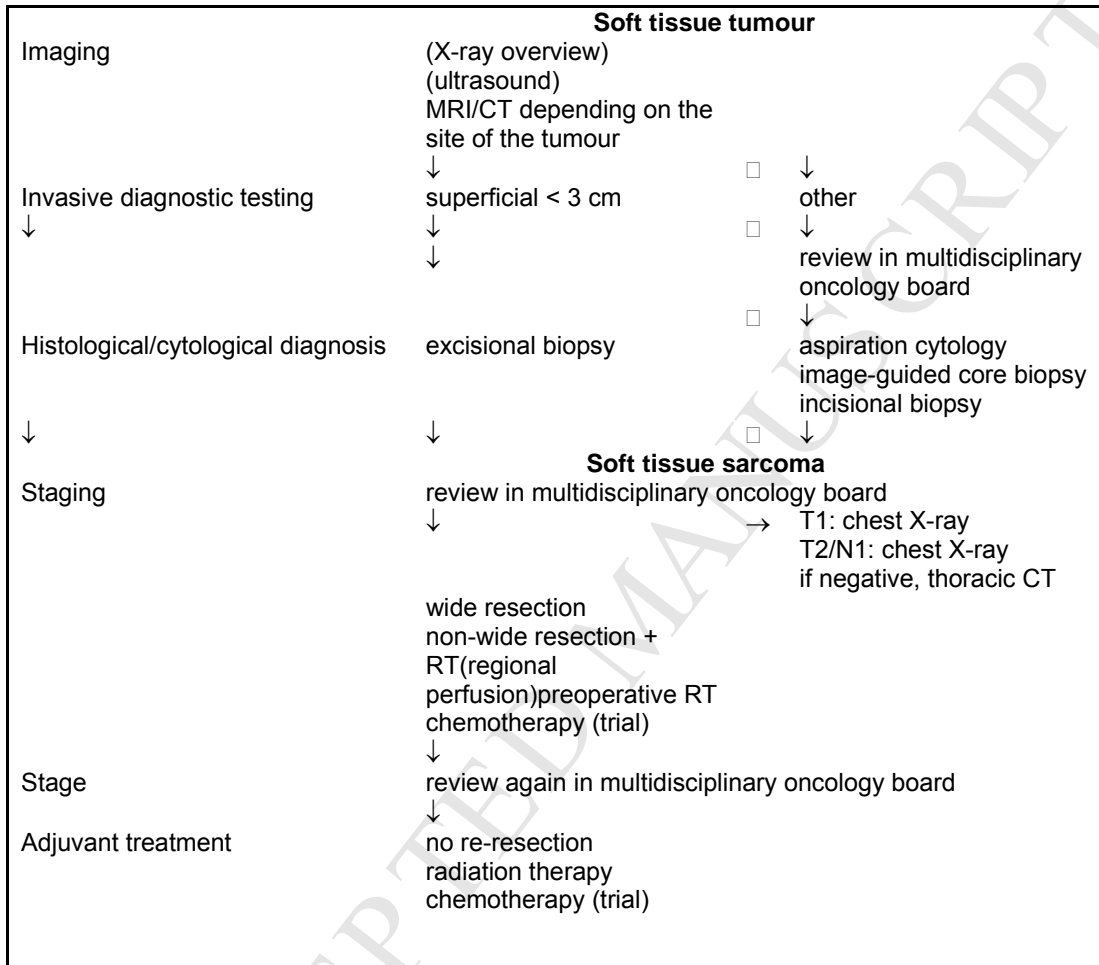 Soft tissue tumour
Imaging (X-ray overview)
(ultrasound)
MRI/CT depending on the
site of the tumour
↓ □ ↓
Invasive diagnostic testing superficial < 3 cm other
↓ ↓ □ ↓
↓ review in multidisciplinary
oncology board
□ ↓
Histological/cytological diagnosis excisional biopsy aspiration cytology
image-guided core biopsy
incisional biopsy
↓ ↓ □ ↓
Soft tissue sarcoma
Staging review in multidisciplinary oncology board
↓ → T1: chest X-ray
T2/N1: chest X-ray
if negative, thoracic CT
wide resection
non-wide resection +
RT(regional
perfusion)preoperative RT
chemotherapy (trial)
↓
Stage review again in multidisciplinary oncology board
↓
Adjuvant treatment no re-resection
radiation therapy
chemotherapy (trial)
PTED MANUSCRIPT